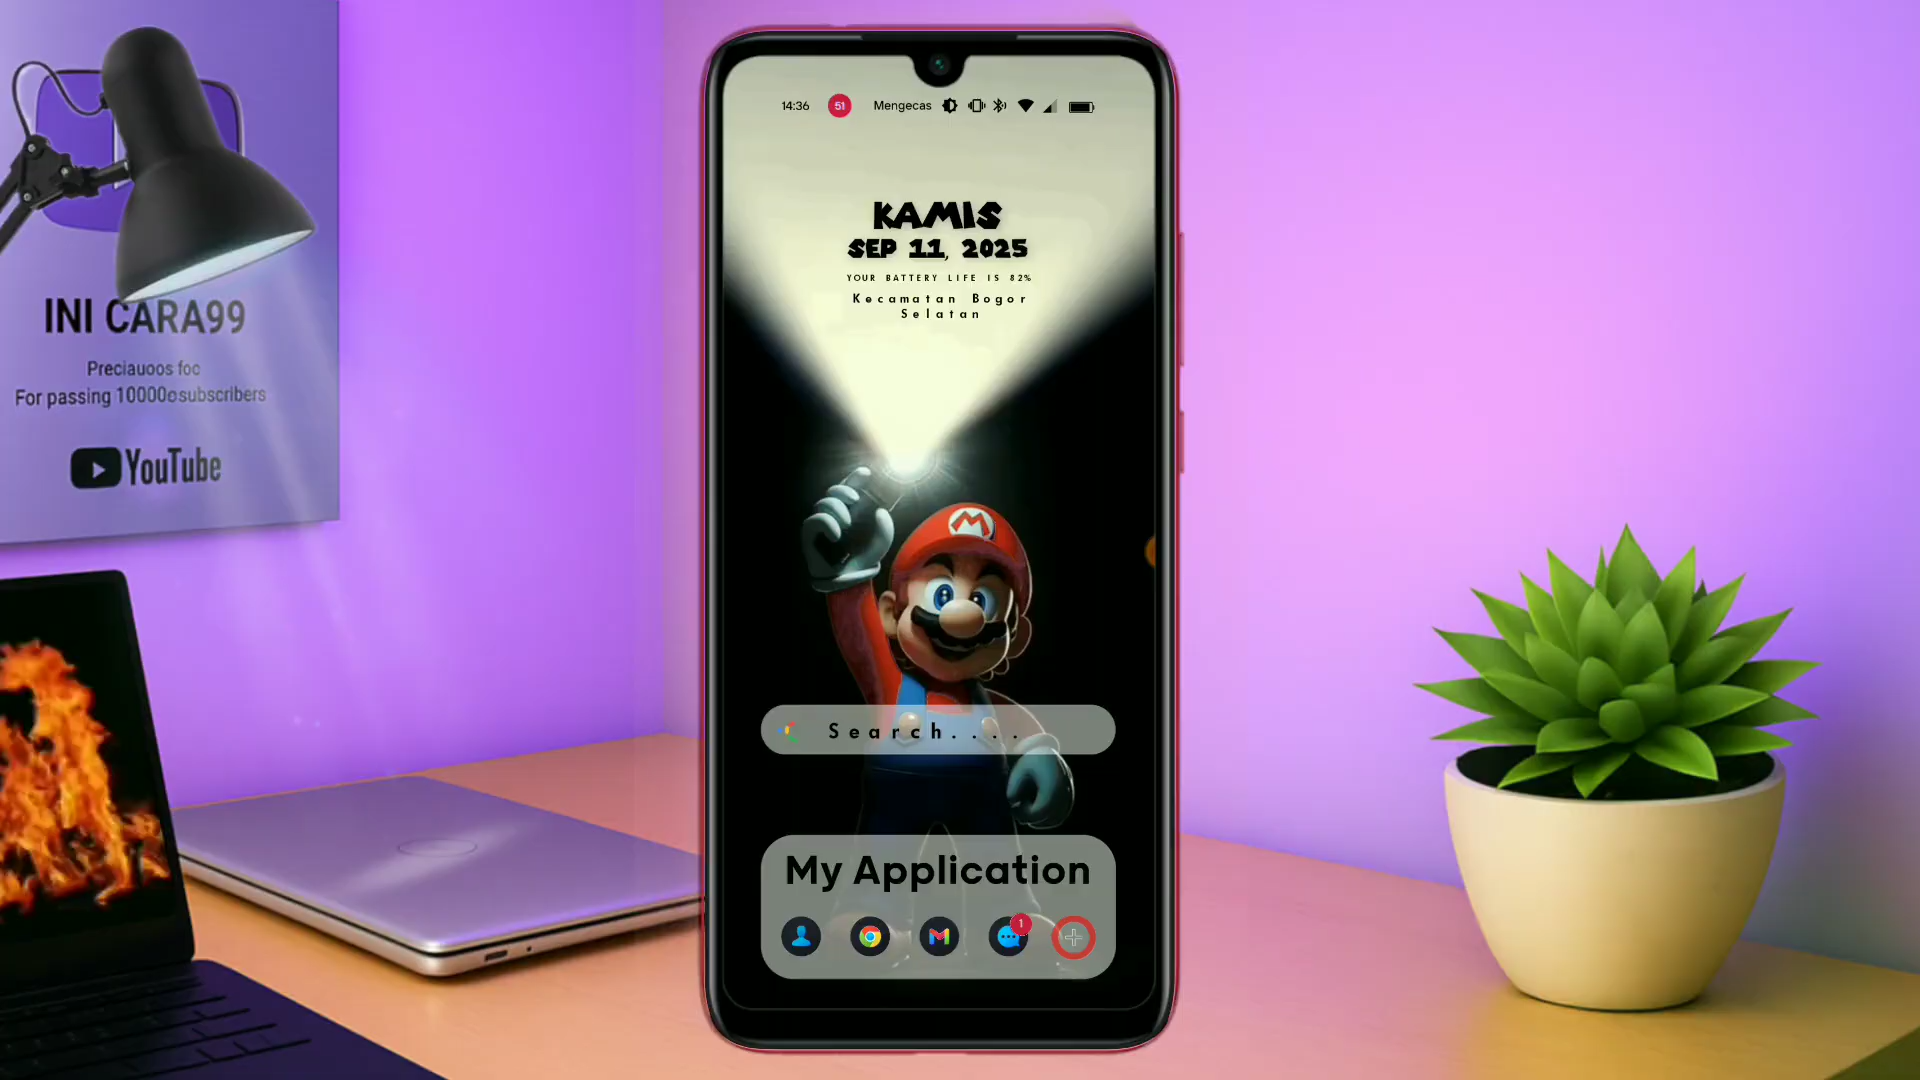 INI CARA99
Preciauoos foc
For passing 10000osubscribers
YouTube
14:36 51 Mengecas
KAMIS
SEP 11, 2025
YOUR BATTERY LIFE IS 82%
Kecamatan Bogor
Selatan
M
Search....
My Application
1